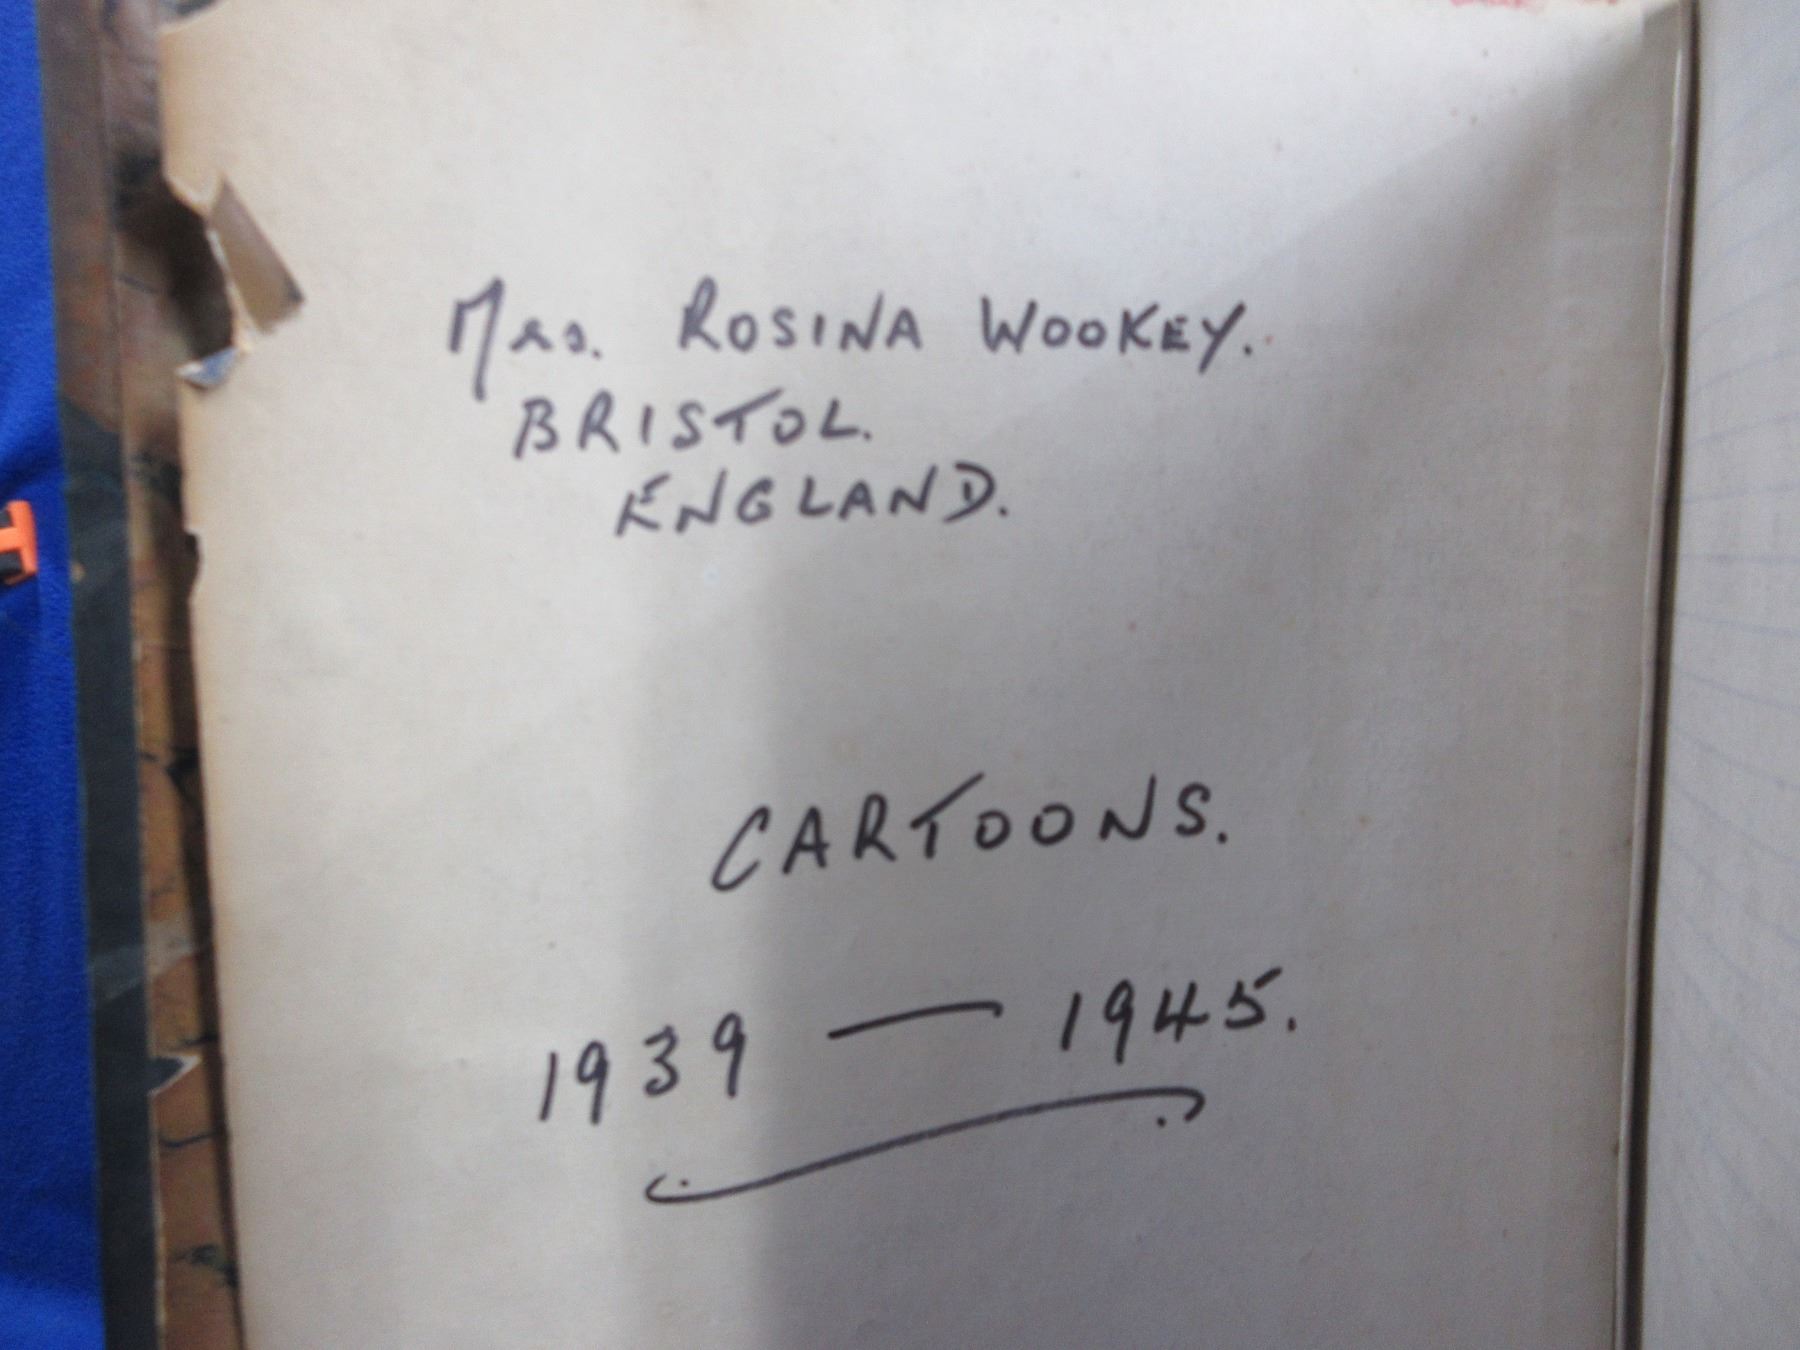 Mrs. ROSINA WOOKEY.
BRISTOL.
ENGLAND.
CARTOONS.
1939 — 1945.